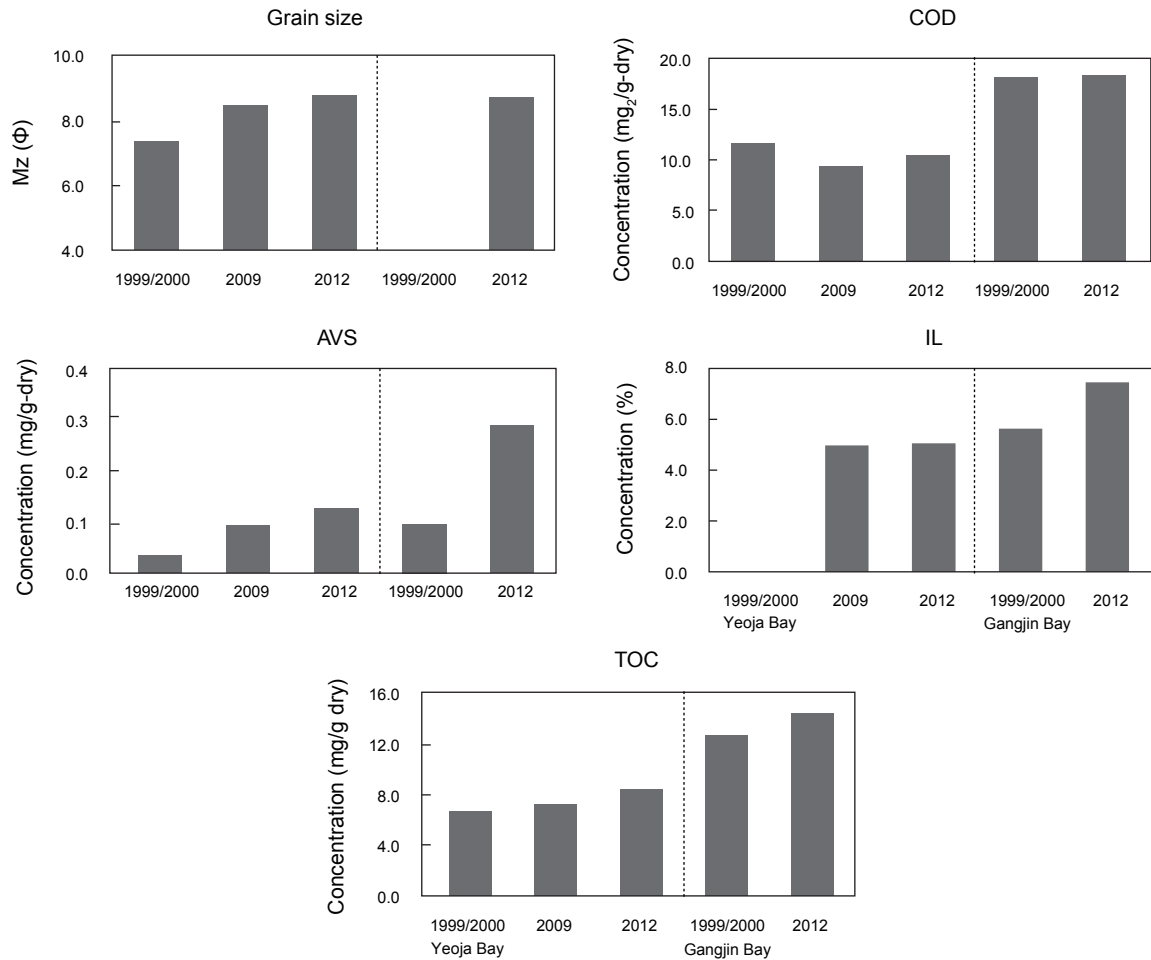 Grain size
Mz (Φ)
10.0
8.0
6.0
4.0
1999/2000 2009 2012 1999/2000 2012
COD
Concentration (mg₂/g-dry)
20.0
15.0
10.0
5.0
0.0
1999/2000 2009 2012 1999/2000 2012
AVS
Concentration (mg/g-dry)
0.4
0.3
0.2
0.1
0.0
1999/2000 2009 2012 1999/2000 2012
IL
Concentration (%)
8.0
6.0
4.0
2.0
0.0
1999/2000 2009 2012 1999/2000 2012
Yeoja Bay Gangjin Bay
TOC
Concentration (mg/g dry)
16.0
12.0
8.0
4.0
0.0
1999/2000 2009 2012 1999/2000 2012
Yeoja Bay Gangjin Bay